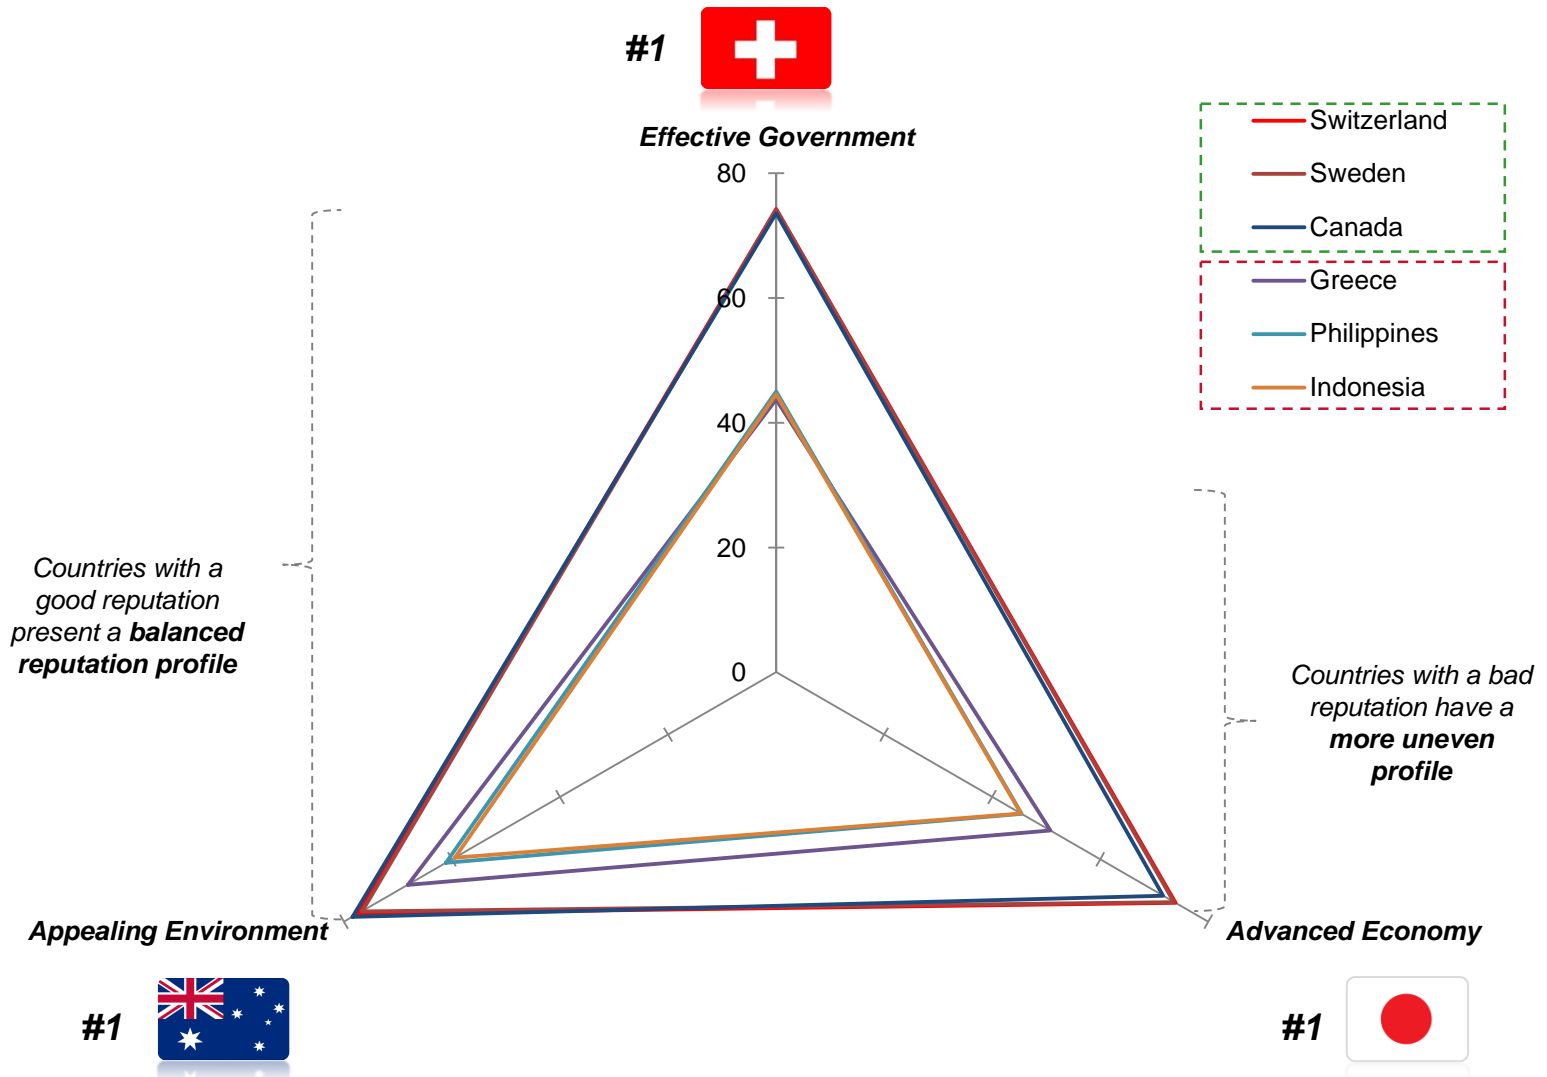 #1
Effective Government
80
60
40
20
0
Switzerland
Sweden
Canada
Greece
Philippines
Indonesia
Countries with a
good reputation
present a balanced
reputation profile
Countries with a bad
reputation have a
more uneven
profile
Appealing Environment
Advanced Economy
#1
#1